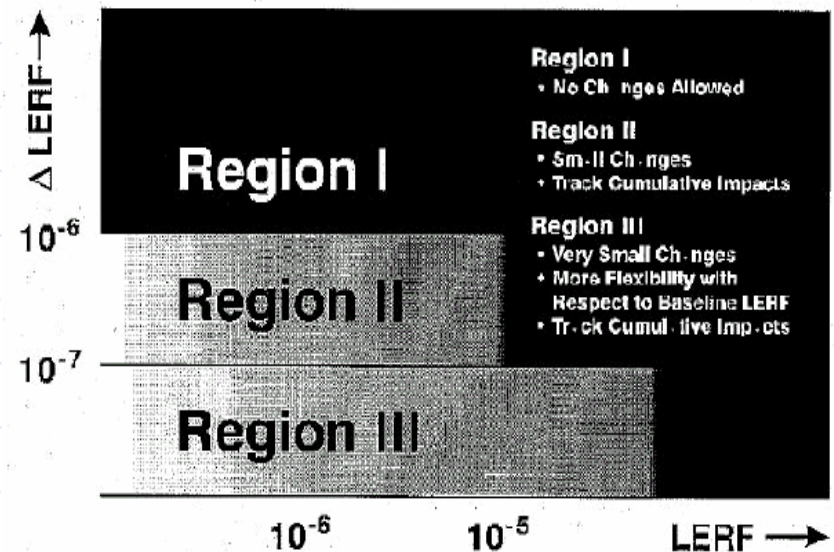 Δ LERF→
Region I
• No Ch nges Allowed
Region II
• Sm-ll Ch-nges
• Track Cumulative Impacts
Region III
• Very Small Ch-nges
• More Flexibility with
Respect to Baseline LERF
• Tr-ck Cumul-tive Imp-cts
Region I
10⁻⁶
Region II
10⁻⁷
Region III
10⁻⁶
10⁻⁵
LERF→